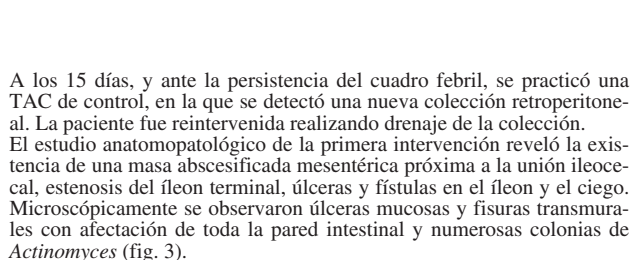 A los 15 días, y ante la persistencia del cuadro febril, se practicó una
TAC de control, en la que se detectó una nueva colección retroperitone-
al. La paciente fue reintervenida realizando drenaje de la colección.
El estudio anatomopatológico de la primera intervención reveló la exis-
tencia de una masa abscesificada mesentérica próxima a la unión ileoce-
cal, estenosis del íleon terminal, úlceras y fístulas en el íleon y el ciego.
Microscópicamente se observaron úlceras mucosas y fisuras transmura-
les con afectación de toda la pared intestinal y numerosas colonias de
Actinomyces (fig. 3).